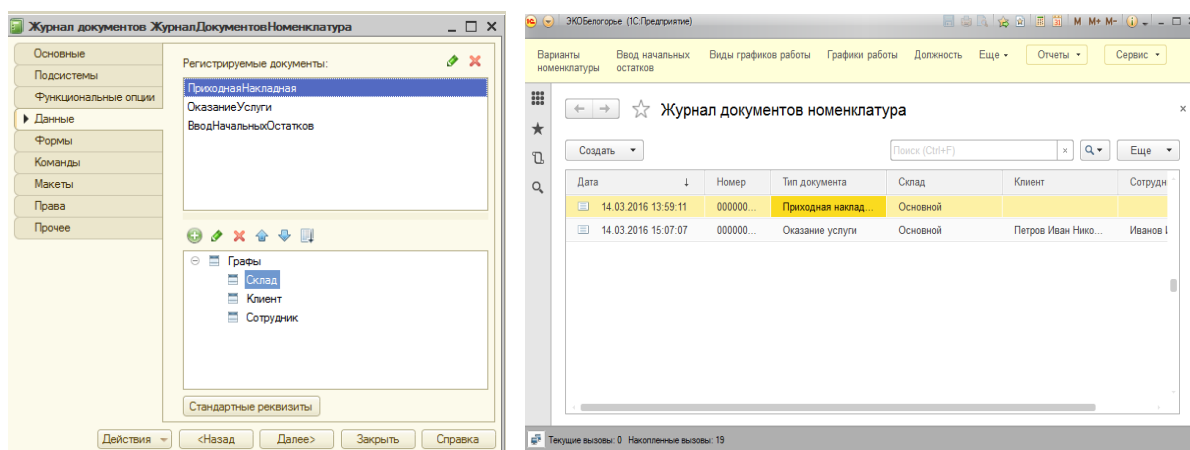 Журнал документов ЖурналДокументовНоменклатура
Основные
Подсистемы
Функциональные опции
Данные
Формы
Команды
Макеты
Права
Прочее
Регистрируемые документы:
ПриходнаяНакладная
ОказаниеУслуги
ВводНачальныхОстатков
Графы
Склад
Клиент
Сотрудник
Стандартные реквизиты
Действия <Назад Далее> Закрыть Справка
ЭКОБелогорье (1С:Предприятие) M M+ M-
Варианты номенклатуры Ввод начальных остатков Виды графиков работы Графики работы Должность Еще Отчеты Сервис
Журнал документов номенклатура
Создать Поиск (Ctrl+F) Еще
Дата Номер Тип документа Склад Клиент Сотрудн
14.03.2016 13:59:11 000000... Приходная наклад... Основной
14.03.2016 15:07:07 000000... Оказание услуги Основной Петров Иван Нико... Иванов
Текущие вызовы: 0 Накопленные вызовы: 19